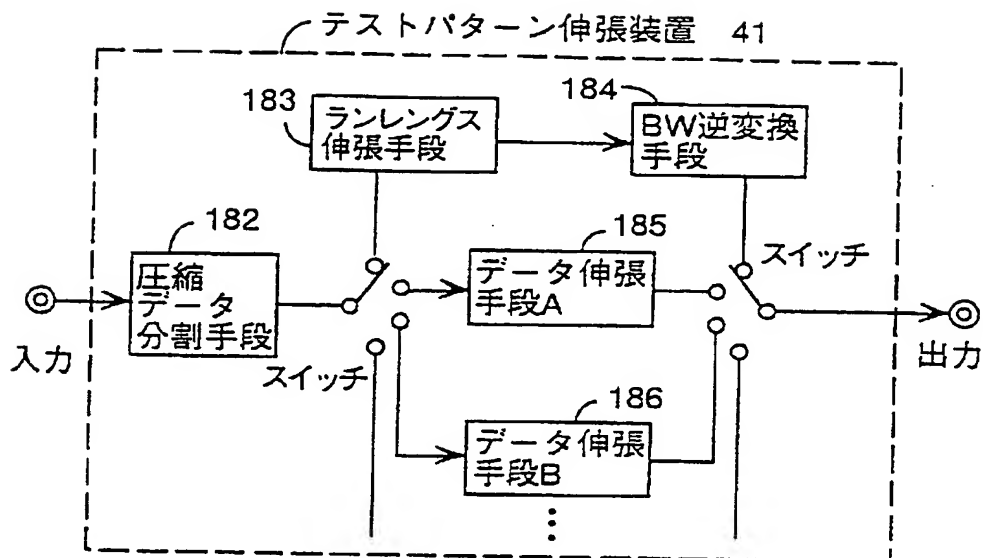 テストパターン伸張装置 41
183
ランレングス
伸張手段
184
BW逆変換
手段
182
圧縮
データ
分割手段
185
データ伸張
手段A
スイッチ
入力
スイッチ
出力
186
データ伸張
手段B